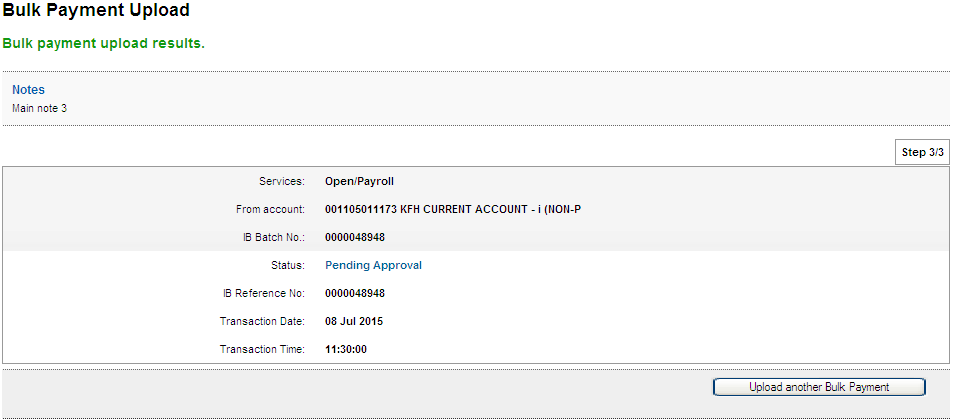 Bulk Payment Upload
Bulk payment upload results.
Notes
Main note 3
Step 3/3
Services: Open/Payroll
From account: 001105011173 KFH CURRENT ACCOUNT - i (NON-P
IB Batch No.: 0000048948
Status: Pending Approval
IB Reference No: 0000048948
Transaction Date: 08 Jul 2015
Transaction Time: 11:30:00
Upload another Bulk Payment